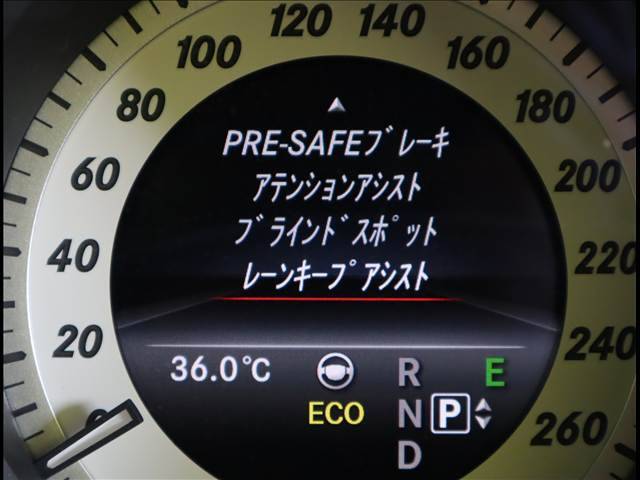 120 140
100 160
80 180
60 200
40 220
20 240
0 260
PRE-SAFEブレーキ
アテンションアシスト
ブラインドスポット
レーンキープアシスト
36.0℃ R E
ECO N P
D